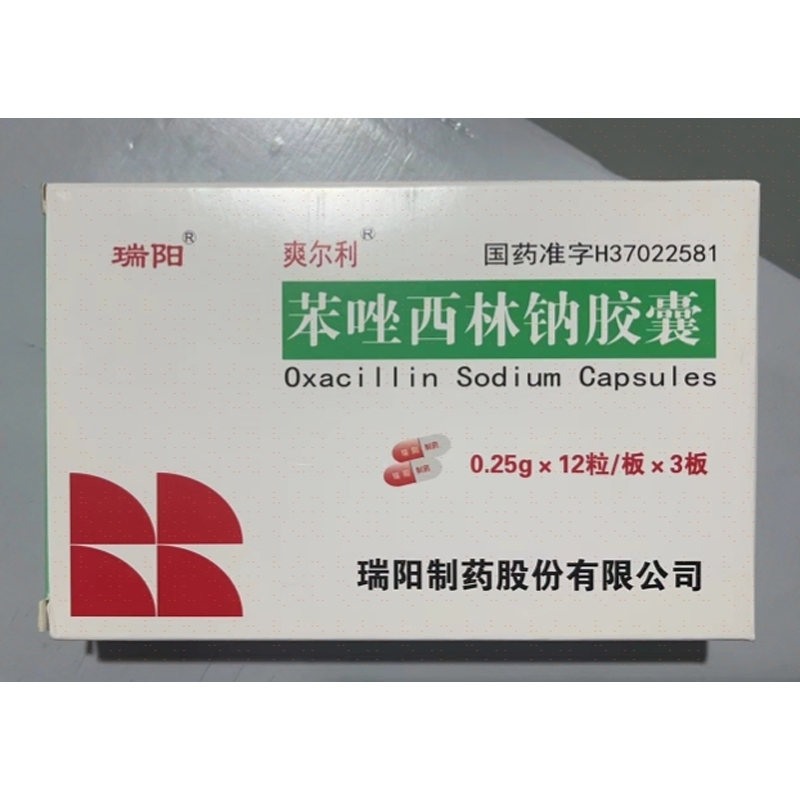 瑞阳®
爽尔利®
国药准字H37022581
苯唑西林钠胶囊
Oxacillin Sodium Capsules
0.25g×12粒/板×3板
瑞阳制药股份有限公司